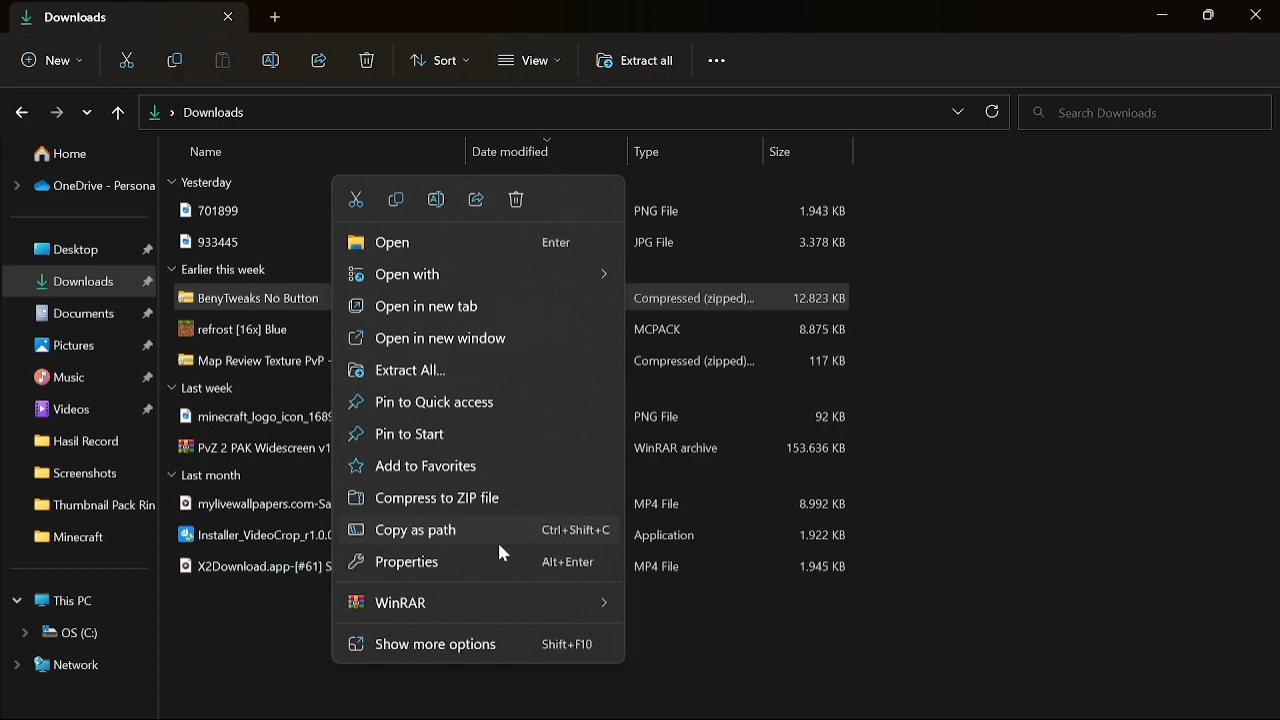 Downloads
New
Sort
View
Extract all
Downloads
Search Downloads
Home
OneDrive - Persona
Desktop
Downloads
Documents
Pictures
Music
Videos
Hasil Record
Screenshots
Thumbnail Pack Rin
Minecraft
This PC
OS (C:)
Network
Name Date modified Type Size
Yesterday
701899 PNG File 1.943 KB
933445 JPG File 3.378 KB
Earlier this week
BenyTweaks No Button Compressed (zipped)... 12.823 KB
refrost [16x] Blue MCPACK 8.875 KB
Map Review Texture PvP - Compressed (zipped)... 117 KB
Last week
minecraft_logo_icon_168 PNG File 92 KB
PvZ 2 PAK Widescreen v1 WinRAR archive 153.636 KB
Last month
mylivewallpapers.com-Sa MP4 File 8.992 KB
Installer_VideoCrop_r1.0.0 Application 1.922 KB
X2Download.app-[#61] S MP4 File 1.945 KB
Open Enter
Open with
Open in new tab
Open in new window
Extract All...
Pin to Quick access
Pin to Start
Add to Favorites
Compress to ZIP file
Copy as path Ctrl+Shift+C
Properties Alt+Enter
WinRAR
Show more options Shift+F10